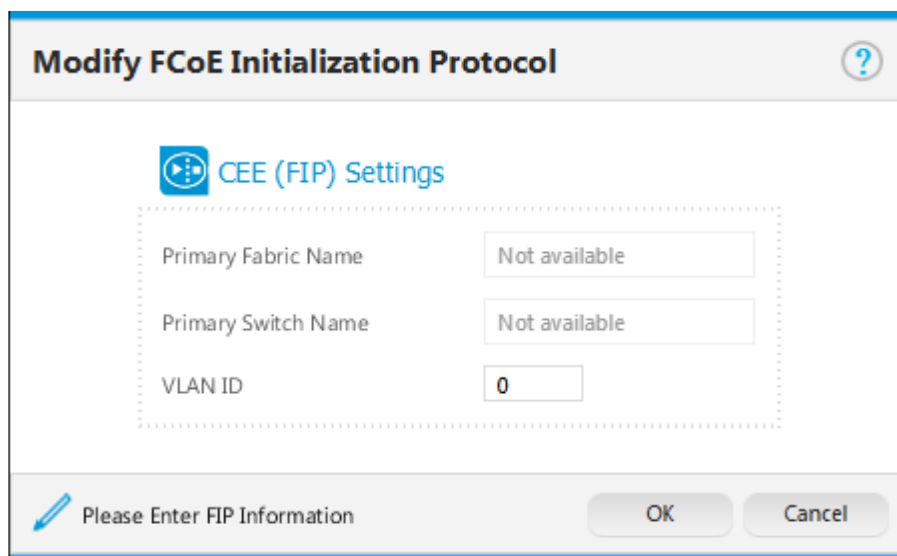 Modify FCoE Initialization Protocol
?
CEE (FIP) Settings
Primary Fabric Name Not available
Primary Switch Name Not available
VLAN ID 0
Please Enter FIP Information OK Cancel